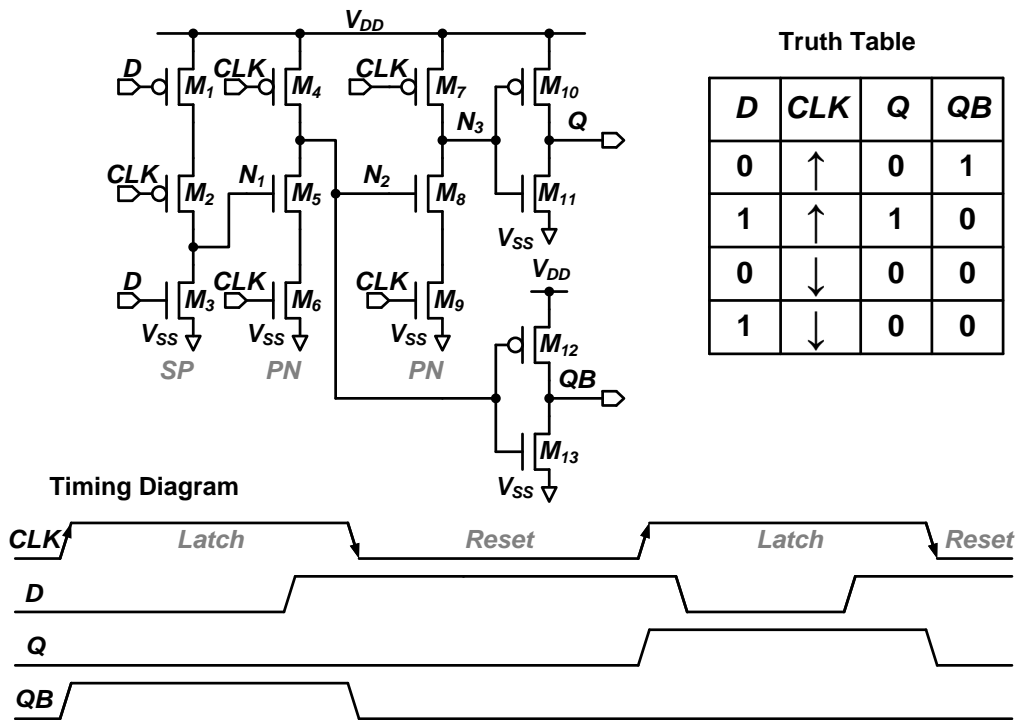 V_DD
D M_1 CLK M_4 CLK M_7 M_10
N_3 Q
CLK M_2 N_1 M_5 N_2 M_8 M_11
V_SS
D M_3 CLK M_6 CLK M_9 V_DD
V_SS V_SS V_SS
SP PN PN
M_12
QB
M_13
V_SS
Truth Table
D CLK Q QB
0 ↑ 0 1
1 ↑ 1 0
0 ↓ 0 0
1 ↓ 0 0
Timing Diagram
CLK Latch Reset Latch Reset
D
Q
QB